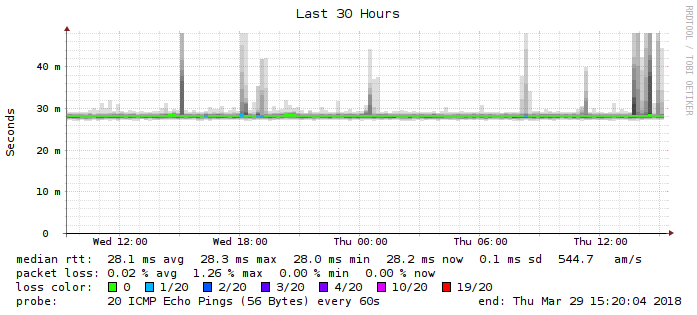 Last 30 Hours
RRDTOOL / TOBI OETIKER
Seconds
40 m
30 m
20 m
10 m
0
Wed 12:00 Wed 18:00 Thu 00:00 Thu 06:00 Thu 12:00
median rtt: 28.1 ms avg 28.3 ms max 28.0 ms min 28.2 ms now 0.1 ms sd 544.7 am/s
packet loss: 0.02 % avg 1.26 % max 0.00 % min 0.00 % now
loss color: 0 1/20 2/20 3/20 4/20 10/20 19/20
probe: 20 ICMP Echo Pings (56 Bytes) every 60s end: Thu Mar 29 15:20:04 2018